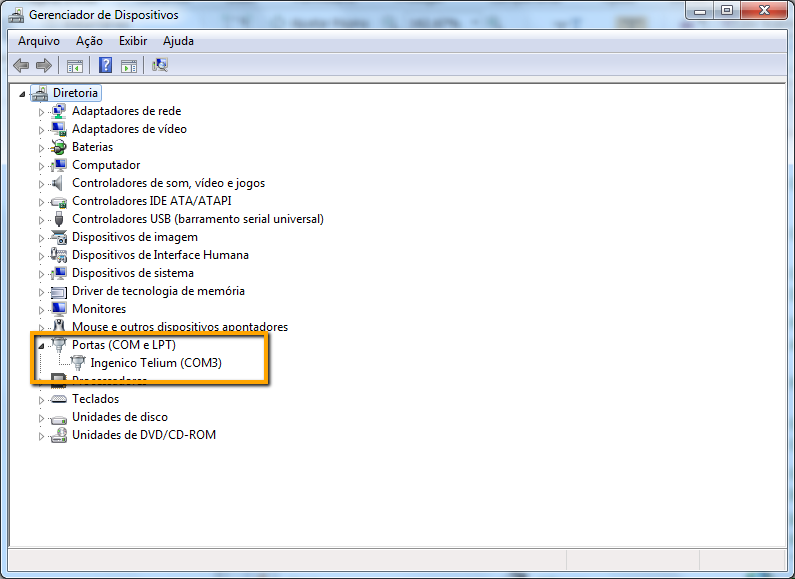 Gerenciador de Dispositivos
Arquivo Ação Exibir Ajuda
Diretoria
Adaptadores de rede
Adaptadores de vídeo
Baterias
Computador
Controladores de som, vídeo e jogos
Controladores IDE ATA/ATAPI
Controladores USB (barramento serial universal)
Dispositivos de imagem
Dispositivos de Interface Humana
Dispositivos de sistema
Driver de tecnologia de memória
Monitores
Mouse e outros dispositivos apontadores
Portas (COM e LPT)
Ingenico Telium (COM3)
Processadores
Teclados
Unidades de disco
Unidades de DVD/CD-ROM